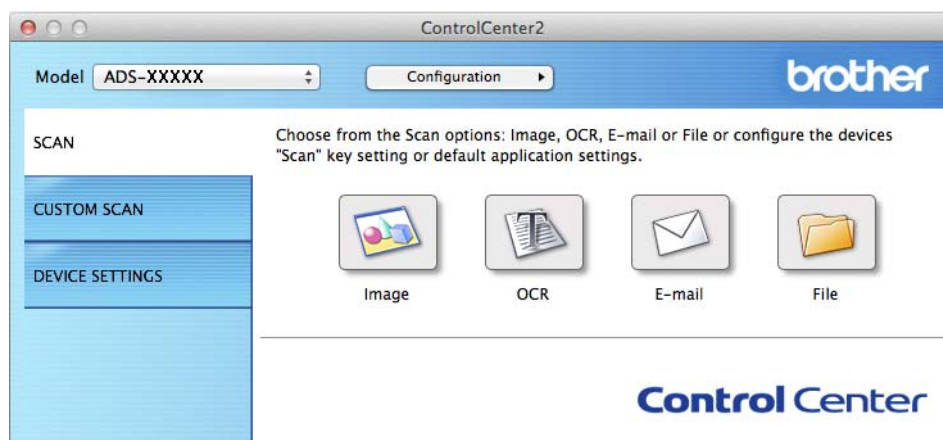 ControlCenter2
Model ADS-XXXXX Configuration brother
SCAN
Choose from the Scan options: Image, OCR, E-mail or File or configure the devices
"Scan" key setting or default application settings.
CUSTOM SCAN
DEVICE SETTINGS
Image OCR E-mail File
Control Center